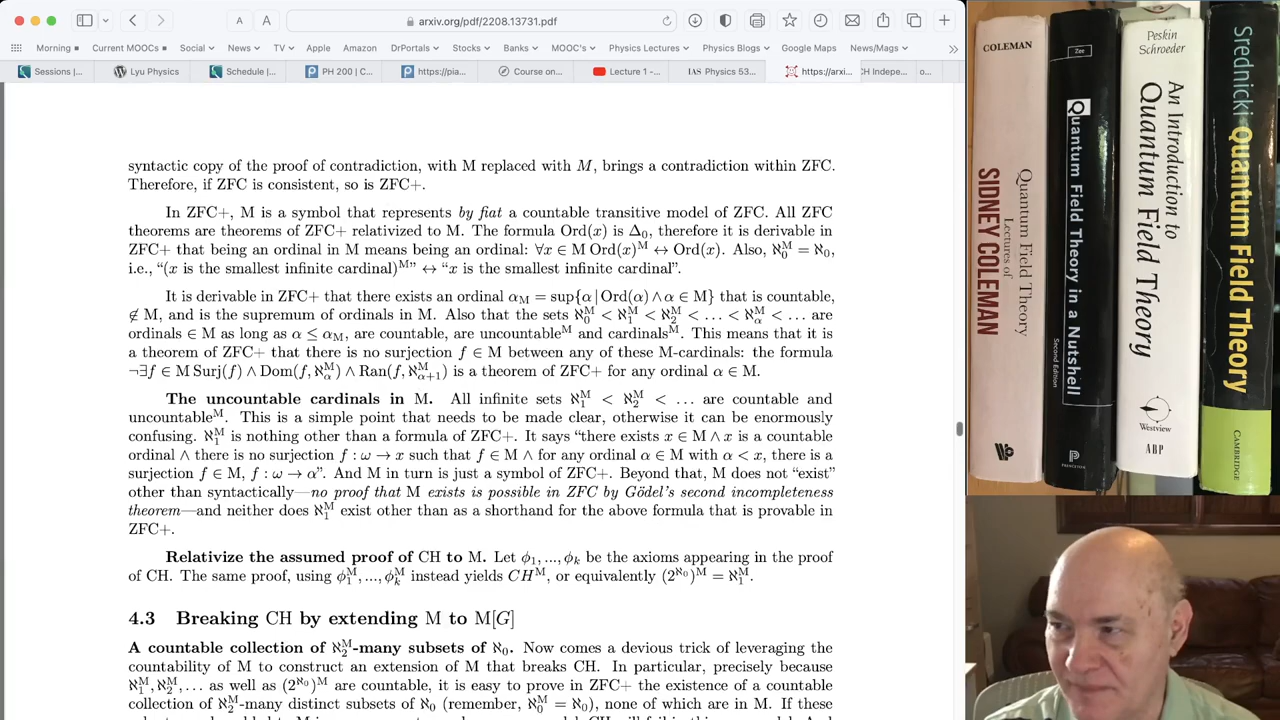 arxiv.org/pdf/2208.13731.pdf
A A
Morning Current MOOCs Social News TV Apple Amazon DrPortals Stocks Banks MOOC's Physics Lectures Physics Blogs Google Maps News/Mags
Sessions |... Lyu Physics Schedule |... PH 200 | C... https://pia... Course on... Lecture 1 -... IAS Physics 53... https://arxi... CH Indepe... o...
syntactic copy of the proof of contradiction, with M replaced with M, brings a contradiction within ZFC.
Therefore, if ZFC is consistent, so is ZFC+.
In ZFC+, M is a symbol that represents by fiat a countable transitive model of ZFC. All ZFC
theorems are theorems of ZFC+ relativized to M. The formula Ord(x) is Δ₀, therefore it is derivable in
ZFC+ that being an ordinal in M means being an ordinal: ∀x ∈ M Ord(x)ᴹ ↔ Ord(x). Also, ℵ₀ᴹ = ℵ₀,
i.e., “(x is the smallest infinite cardinal)ᴹ” ↔ “x is the smallest infinite cardinal”.
It is derivable in ZFC+ that there exists an ordinal α_M = sup{α | Ord(α) ∧ α ∈ M} that is countable,
∉ M, and is the supremum of ordinals in M. Also that the sets ℵ₀ᴹ < ℵ₁ᴹ < ℵ₂ᴹ < ... < ℵ_αᴹ < ... are
ordinals ∈ M as long as α ≤ α_M, are countable, are uncountableᴹ and cardinalsᴹ. This means that it is
a theorem of ZFC+ that there is no surjection f ∈ M between any of these M-cardinals: the formula
¬∃f ∈ M Surj(f) ∧ Dom(f, ℵ_αᴹ) ∧ Ran(f, ℵ_{α+1}ᴹ) is a theorem of ZFC+ for any ordinal α ∈ M.
The uncountable cardinals in M. All infinite sets ℵ₁ᴹ < ℵ₂ᴹ < ... are countable and
uncountableᴹ. This is a simple point that needs to be made clear, otherwise it can be enormously
confusing. ℵ₁ᴹ is nothing other than a formula of ZFC+. It says “there exists x ∈ M ∧ x is a countable
ordinal ∧ there is no surjection f : ω → x such that f ∈ M ∧ for any ordinal α ∈ M with α < x, there is a
surjection f ∈ M, f : ω → α”. And M in turn is just a symbol of ZFC+. Beyond that, M does not “exist”
other than syntactically—no proof that M exists is possible in ZFC by Gödel's second incompleteness
theorem—and neither does ℵ₁ᴹ exist other than as a shorthand for the above formula that is provable in
ZFC+.
Relativize the assumed proof of CH to M. Let ϕ₁, ..., ϕₖ be the axioms appearing in the proof
of CH. The same proof, using ϕ₁ᴹ, ..., ϕₖᴹ instead yields CHᴹ, or equivalently (2^ℵ₀)ᴹ = ℵ₁ᴹ.
4.3 Breaking CH by extending M to M[G]
A countable collection of ℵ₂ᴹ-many subsets of ℵ₀. Now comes a devious trick of leveraging the
countability of M to construct an extension of M that breaks CH. In particular, precisely because
ℵ₁ᴹ, ℵ₂ᴹ, ... as well as (2^ℵ₀)ᴹ are countable, it is easy to prove in ZFC+ the existence of a countable
collection of ℵ₂ᴹ-many distinct subsets of ℵ₀ (remember, ℵ₀ᴹ = ℵ₀), none of which are in M. If these
COLEMAN
Lectures of
SIDNEY COLEMAN
Quantum Field Theory
Zee
Quantum Field Theory in a Nutshell
Second Edition
PRINCETON
Peskin
Schroeder
An Introduction to
Quantum Field Theory
Westview
ABP
Srednicki Quantum Field Theory
CAMBRIDGE